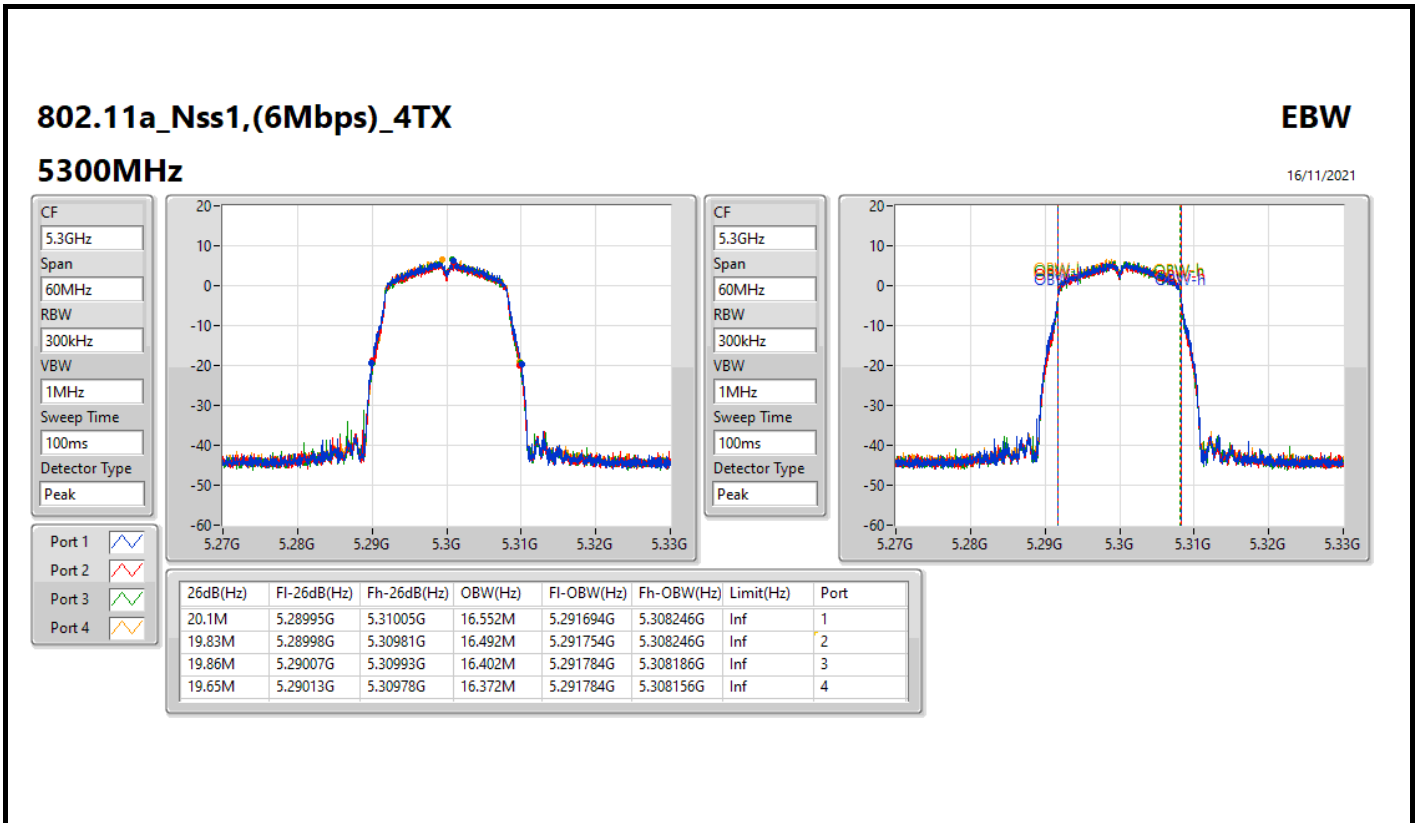 802.11a_Nss1,(6Mbps)_4TX
EBW
5300MHz
16/11/2021
CF
5.3GHz
Span
60MHz
RBW
300kHz
VBW
1MHz
Sweep Time
100ms
Detector Type
Peak
20
10
0
-10
-20
-30
-40
-50
-60
5.27G 5.28G 5.29G 5.3G 5.31G 5.32G 5.33G
CF
5.3GHz
Span
60MHz
RBW
300kHz
VBW
1MHz
Sweep Time
100ms
Detector Type
Peak
20
10
0
-10
-20
-30
-40
-50
-60
OBW-h
OBW-h
5.27G 5.28G 5.29G 5.3G 5.31G 5.32G 5.33G
Port 1
Port 2
Port 3
Port 4
26dB(Hz) Fl-26dB(Hz) Fh-26dB(Hz) OBW(Hz) Fl-OBW(Hz) Fh-OBW(Hz) Limit(Hz) Port
20.1M 5.28995G 5.31005G 16.552M 5.291694G 5.308246G Inf 1
19.83M 5.28998G 5.30981G 16.492M 5.291754G 5.308246G Inf 2
19.86M 5.29007G 5.30993G 16.402M 5.291784G 5.308186G Inf 3
19.65M 5.29013G 5.30978G 16.372M 5.291784G 5.308156G Inf 4